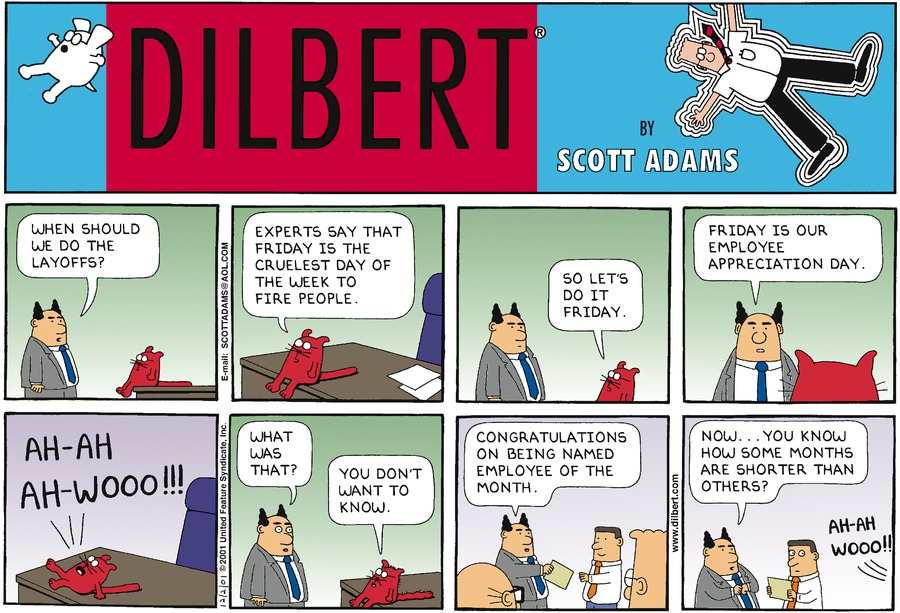 DILBERT®
BY
SCOTT ADAMS
WHEN SHOULD
WE DO THE
LAYOFFS?
E-mail: SCOTTADAMS@AOL.COM
EXPERTS SAY THAT
FRIDAY IS THE
CRUELEST DAY OF
THE WEEK TO
FIRE PEOPLE.
SO LET'S
DO IT
FRIDAY.
FRIDAY IS OUR
EMPLOYEE
APPRECIATION DAY.
AH-AH
AH-WOOO!!!
12/2/01 © 2001 United Feature Syndicate, Inc.
WHAT
WAS
THAT?
YOU DON'T
WANT TO
KNOW.
CONGRATULATIONS
ON BEING NAMED
EMPLOYEE OF THE
MONTH.
www.dilbert.com
NOW...YOU KNOW
HOW SOME MONTHS
ARE SHORTER THAN
OTHERS?
AH-AH
WOOO!!